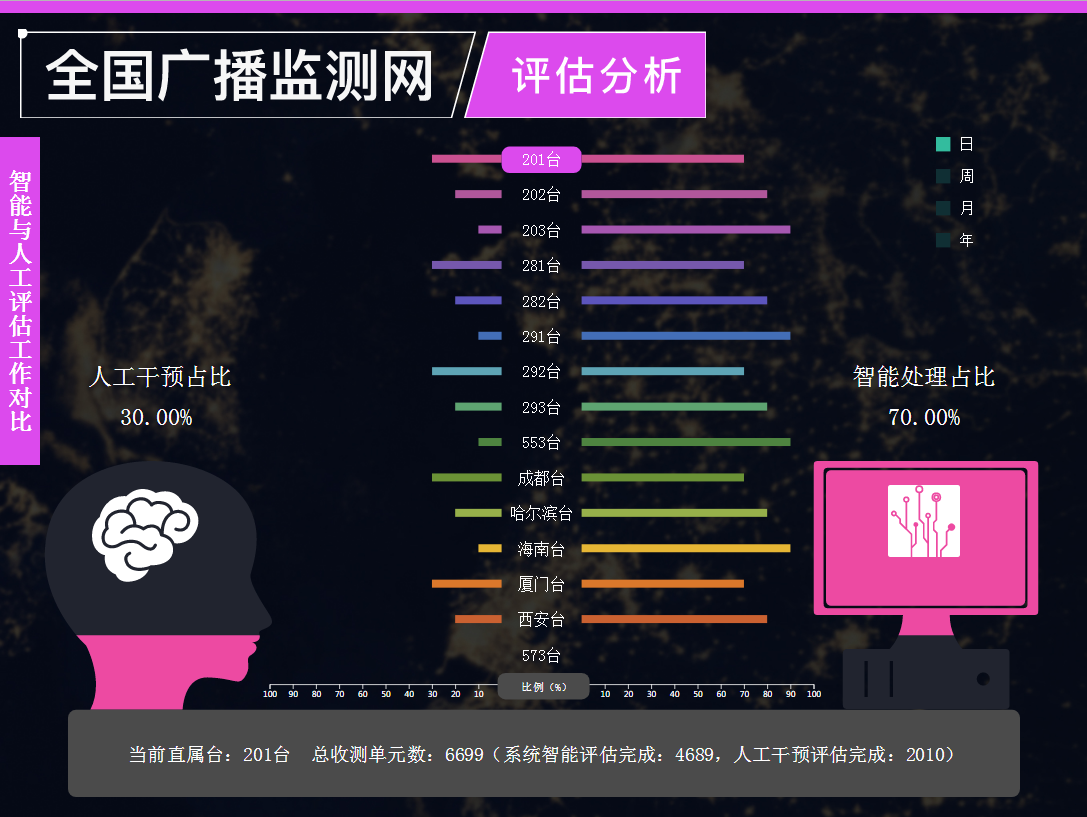 全国广播监测网
评估分析
智能与人工评估工作对比
日
周
月
年
201台
202台
203台
281台
282台
291台
292台
293台
553台
成都台
哈尔滨台
海南台
厦门台
西安台
573台
人工干预占比
30.00%
智能处理占比
70.00%
100 90 80 70 60 50 40 30 20 10 比例（%） 10 20 30 40 50 60 70 80 90 100
当前直属台：201台 总收测单元数：6699（系统智能评估完成：4689，人工干预评估完成：2010）